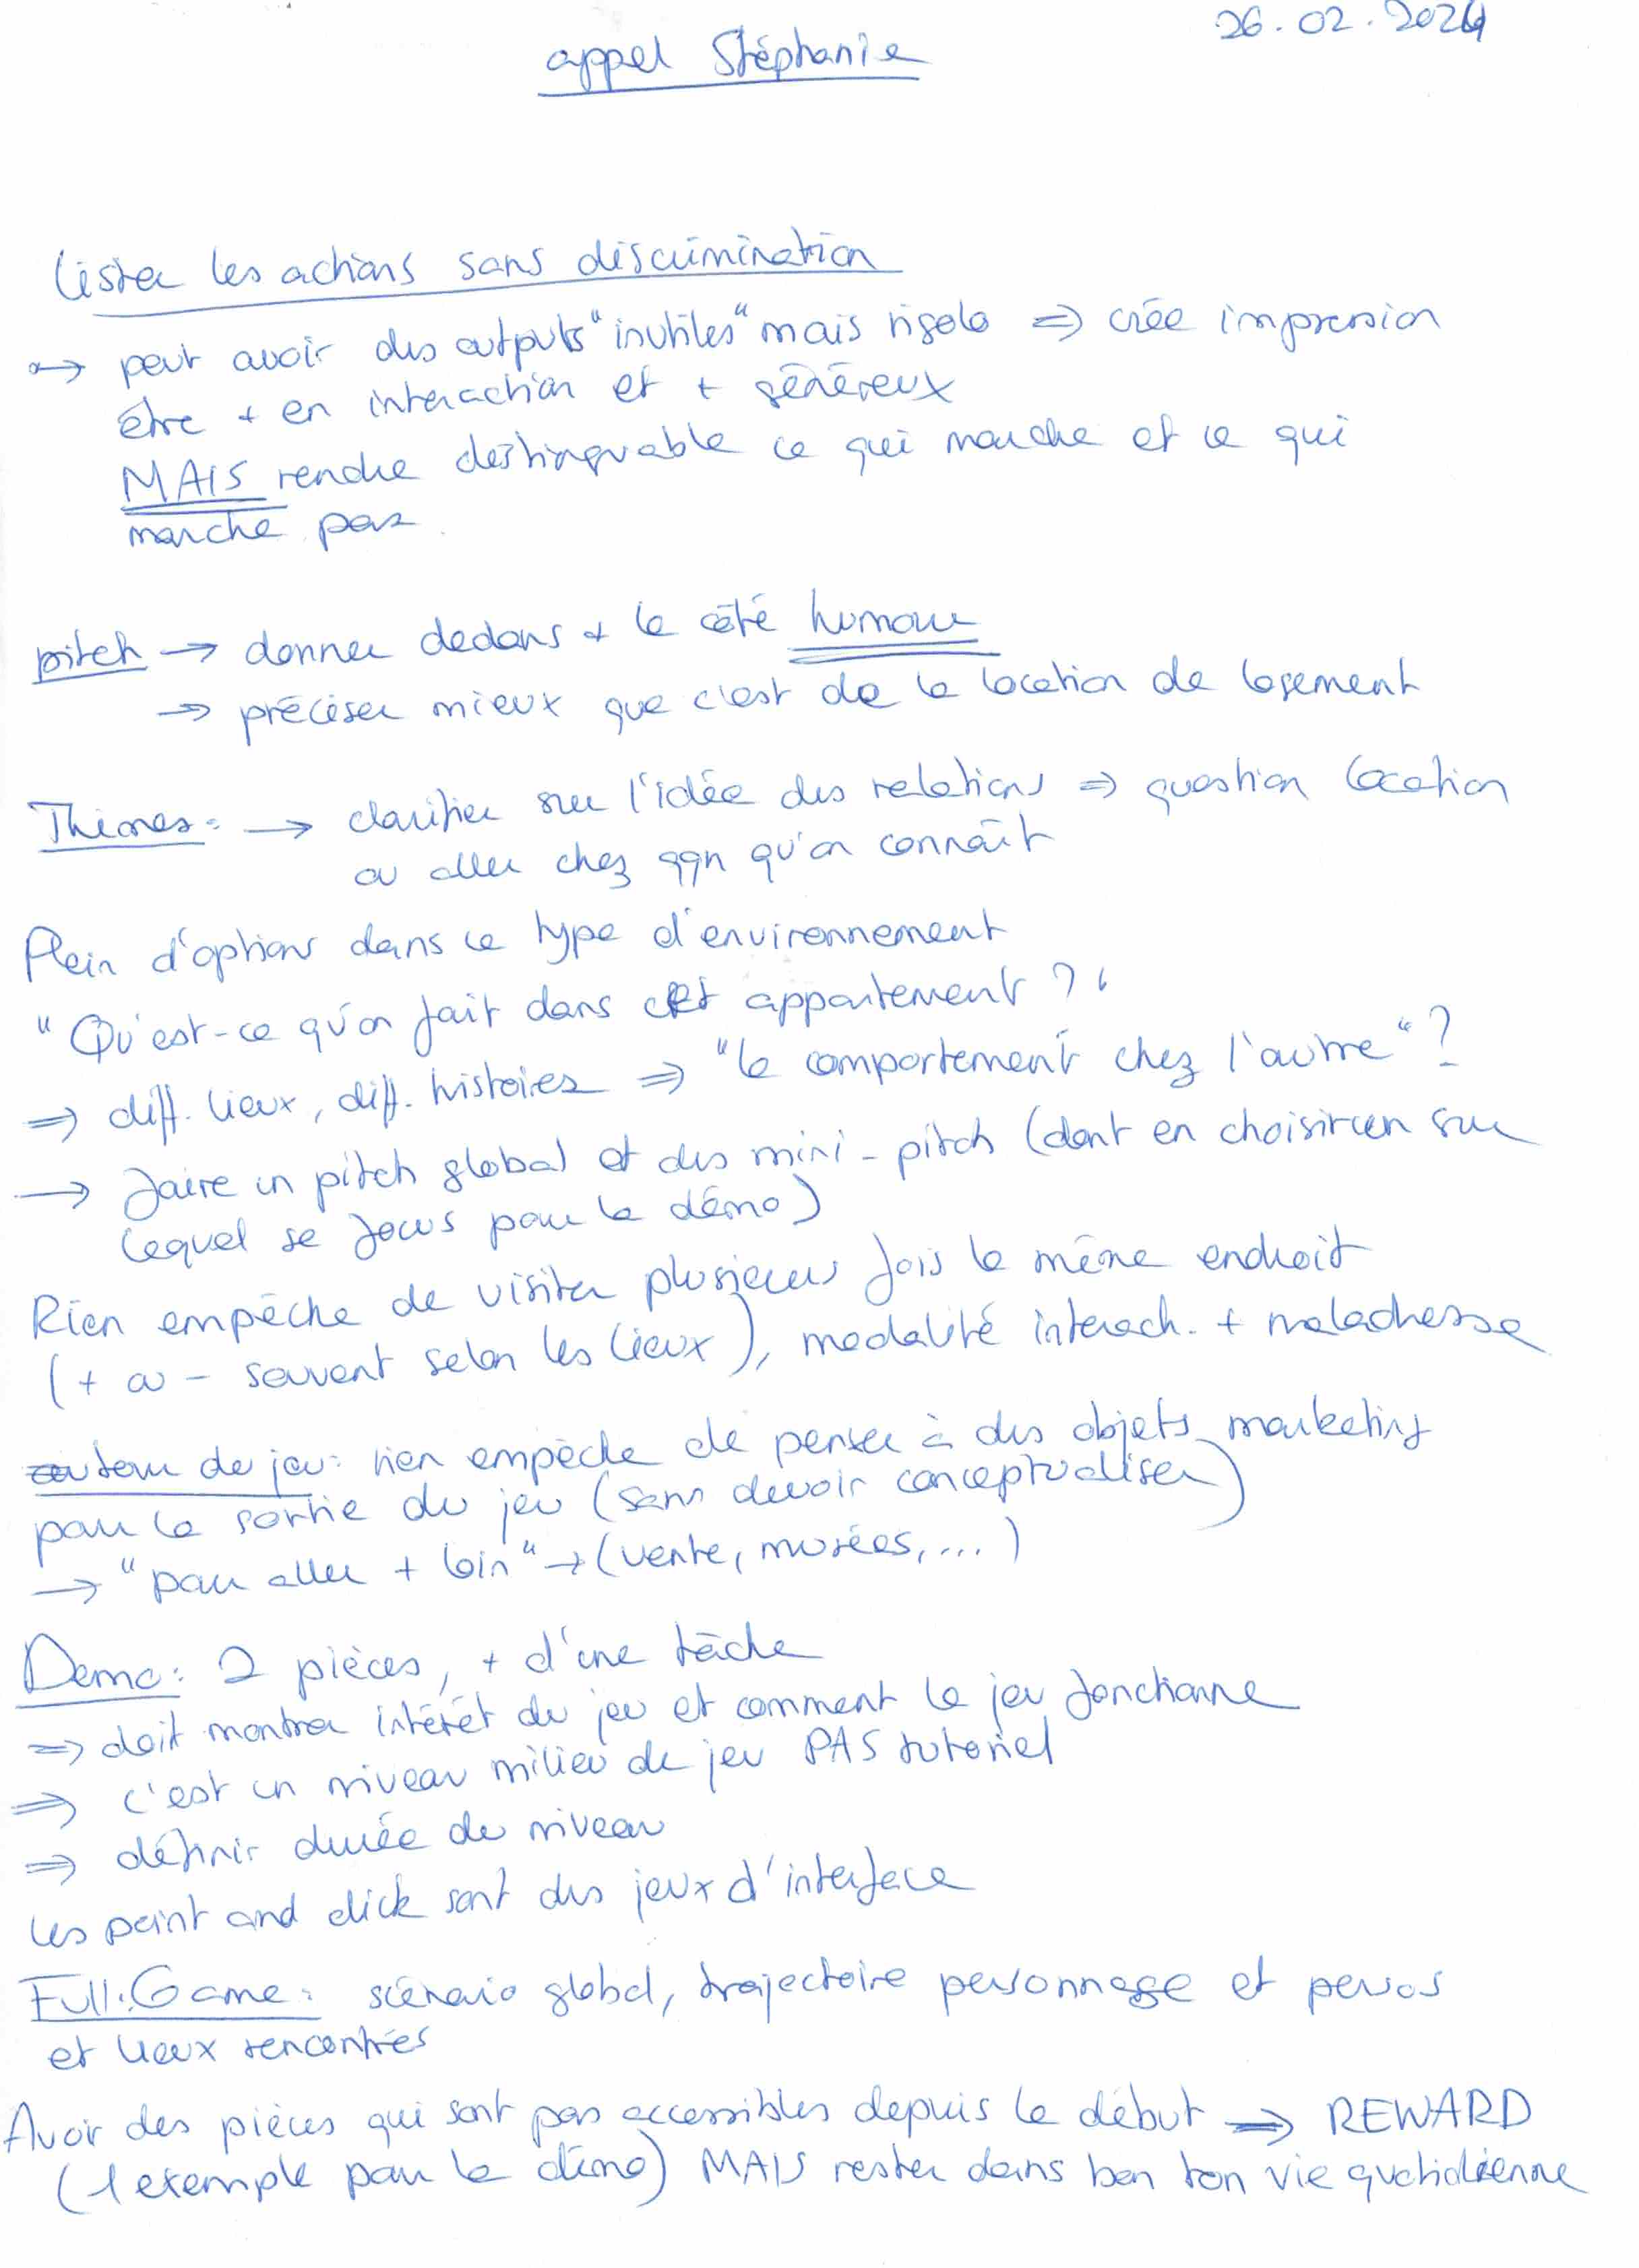 26.02.2024
appel Stéphanie
lister les actions sans discrimination
→ peut avoir des outputs "inutiles" mais rigolo ⇒ crée impression
être + en interaction et + généreux
MAIS rendre distinguable ce qui marche et ce qui
marche pas
pitch → donner dedans + le côté humour
→ préciser mieux que c'est de la location de logement
Thèmes: → clarifier sur l'idée des relations ⇒ question location
ou aller chez qqn qu'on connaît
Plein d'options dans ce type d'environnement
"Qu'est-ce qu'on fait dans cet appartement ?"
⇒ diff. lieux, diff. histoires ⇒ "le comportement chez l'autre"?
→ faire un pitch global et des mini-pitch (dont en choisir un sur
lequel se focus pour la démo)
Rien empêche de visiter plusieurs fois le même endroit
(+ ou - souvent selon les lieux), modalité interach. + maladresse
autour de jeu: rien empêche de penser à des objets marketing
pour la sortie du jeu (sans devoir conceptualiser)
→ "pour aller + loin" → (vente, musées, ...)
Demo: 2 pièces, + d'une tâche
⇒ doit montrer intérêt du jeu et comment le jeu fonctionne
⇒ c'est un niveau milieu de jeu PAS tutoriel
⇒ définir durée du niveau
les point and click sont des jeux d'interface
Full Game: scénario global, trajectoire personnage et persos
et lieux rencontrés
Avoir des pièces qui sont pas accessibles depuis le début ⇒ REWARD
(1 exemple pour la démo) MAIS rester dans bon ton vie quotidienne